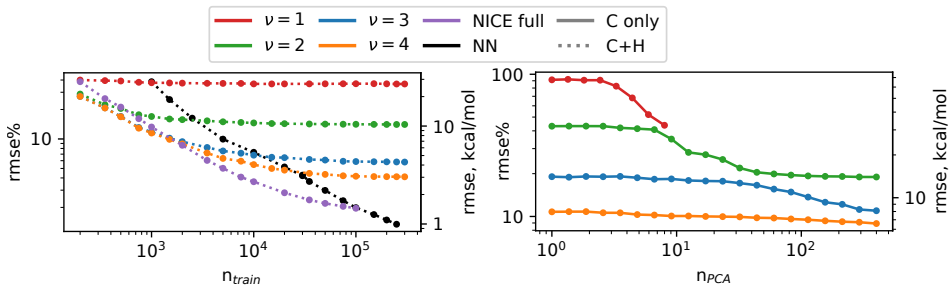 ν = 1 ν = 3 NICE full C only
ν = 2 ν = 4 NN C+H
rmse%
10
10³ 10⁴ 10⁵
n_train
10
1
rmse, kcal/mol
rmse%
100
10
10⁰ 10¹ 10²
n_PCA
10
rmse, kcal/mol